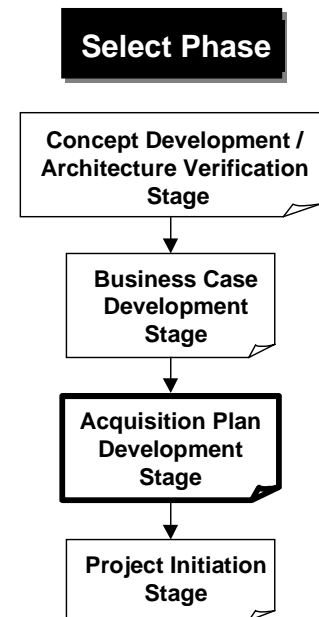 Select Phase
Concept Development /
Architecture Verification
Stage
Business Case
Development
Stage
Acquisition Plan
Development
Stage
Project Initiation
Stage